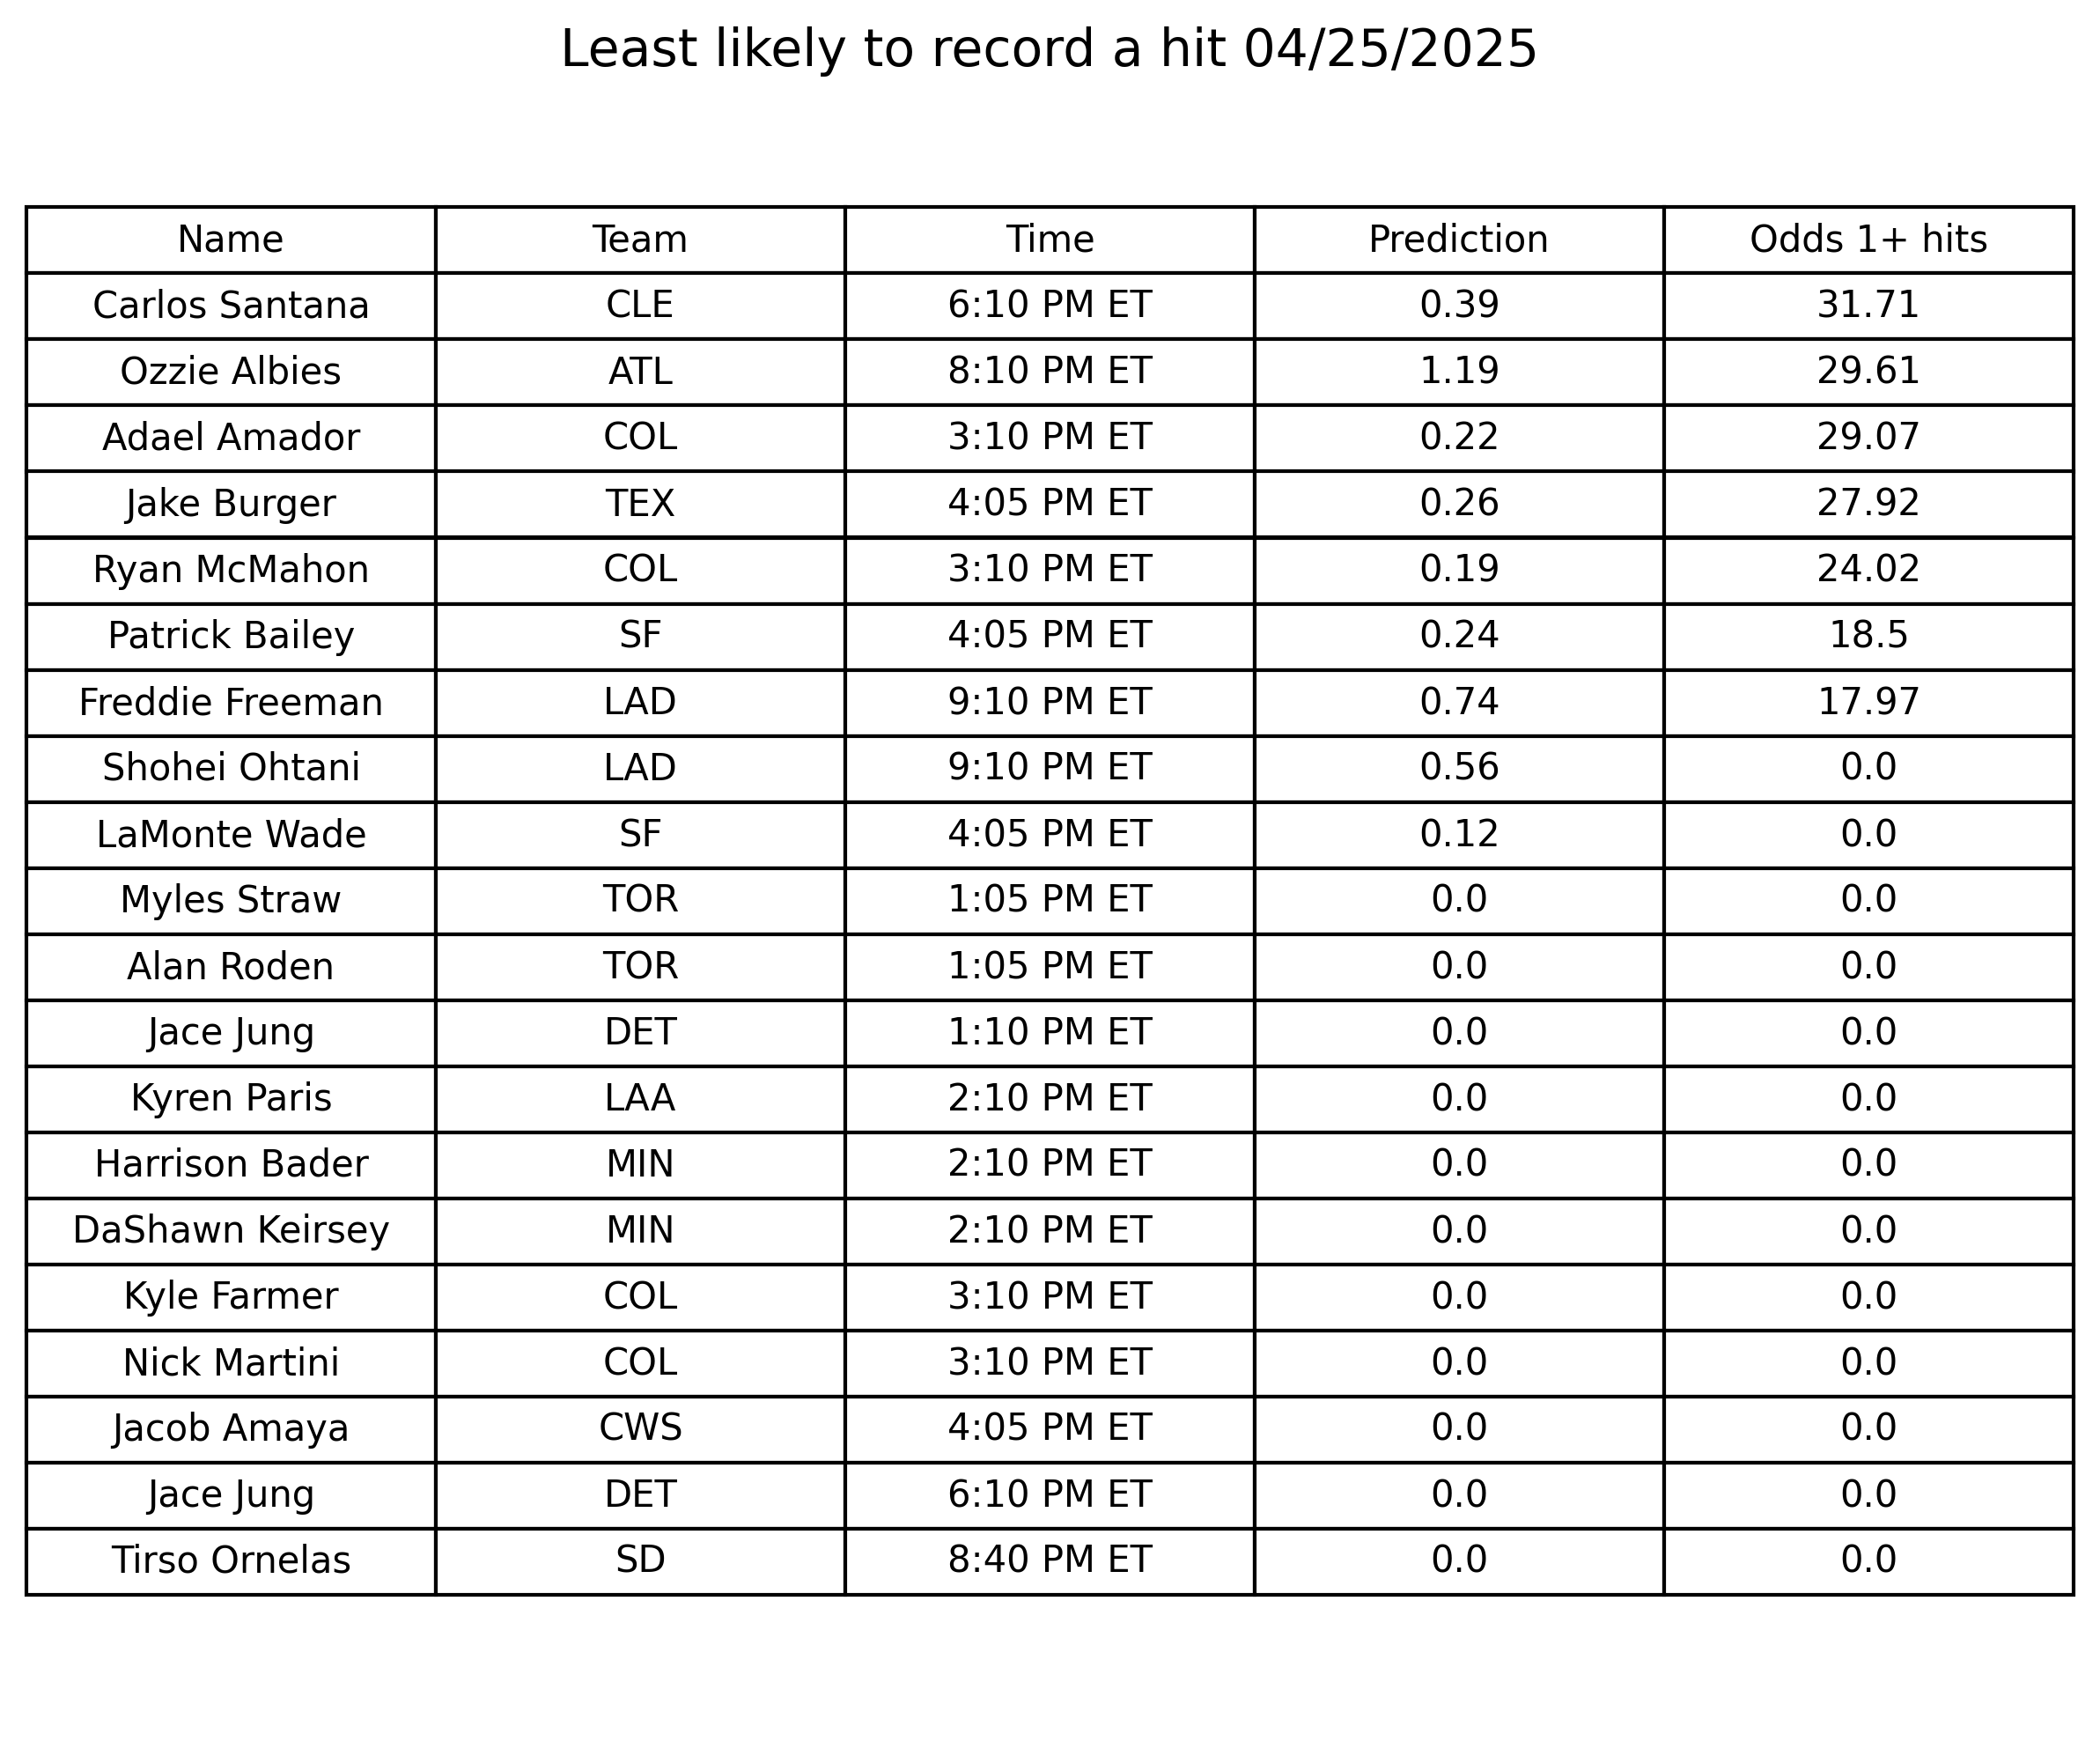 Least likely to record a hit 04/25/2025
Name Team Time Prediction Odds 1+ hits
Carlos Santana CLE 6:10 PM ET 0.39 31.71
Ozzie Albies ATL 8:10 PM ET 1.19 29.61
Adael Amador COL 3:10 PM ET 0.22 29.07
Jake Burger TEX 4:05 PM ET 0.26 27.92
Ryan McMahon COL 3:10 PM ET 0.19 24.02
Patrick Bailey SF 4:05 PM ET 0.24 18.5
Freddie Freeman LAD 9:10 PM ET 0.74 17.97
Shohei Ohtani LAD 9:10 PM ET 0.56 0.0
LaMonte Wade SF 4:05 PM ET 0.12 0.0
Myles Straw TOR 1:05 PM ET 0.0 0.0
Alan Roden TOR 1:05 PM ET 0.0 0.0
Jace Jung DET 1:10 PM ET 0.0 0.0
Kyren Paris LAA 2:10 PM ET 0.0 0.0
Harrison Bader MIN 2:10 PM ET 0.0 0.0
DaShawn Keirsey MIN 2:10 PM ET 0.0 0.0
Kyle Farmer COL 3:10 PM ET 0.0 0.0
Nick Martini COL 3:10 PM ET 0.0 0.0
Jacob Amaya CWS 4:05 PM ET 0.0 0.0
Jace Jung DET 6:10 PM ET 0.0 0.0
Tirso Ornelas SD 8:40 PM ET 0.0 0.0